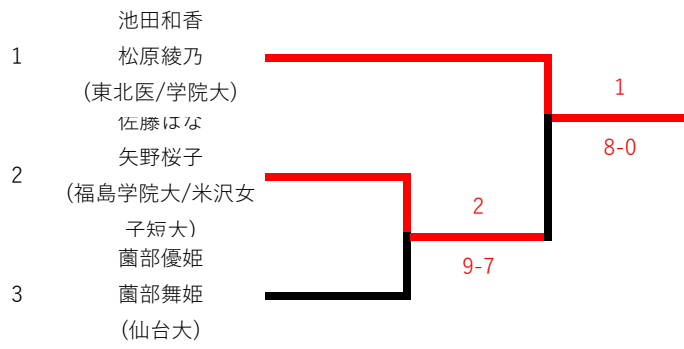 池田和香
1
松原綾乃
(東北医/学院大)
佐藤はな
2
矢野桜子
(福島学院大/米沢女
子短大)
薗部優姫
3
薗部舞姫
(仙台大)
2
9-7
1
8-0